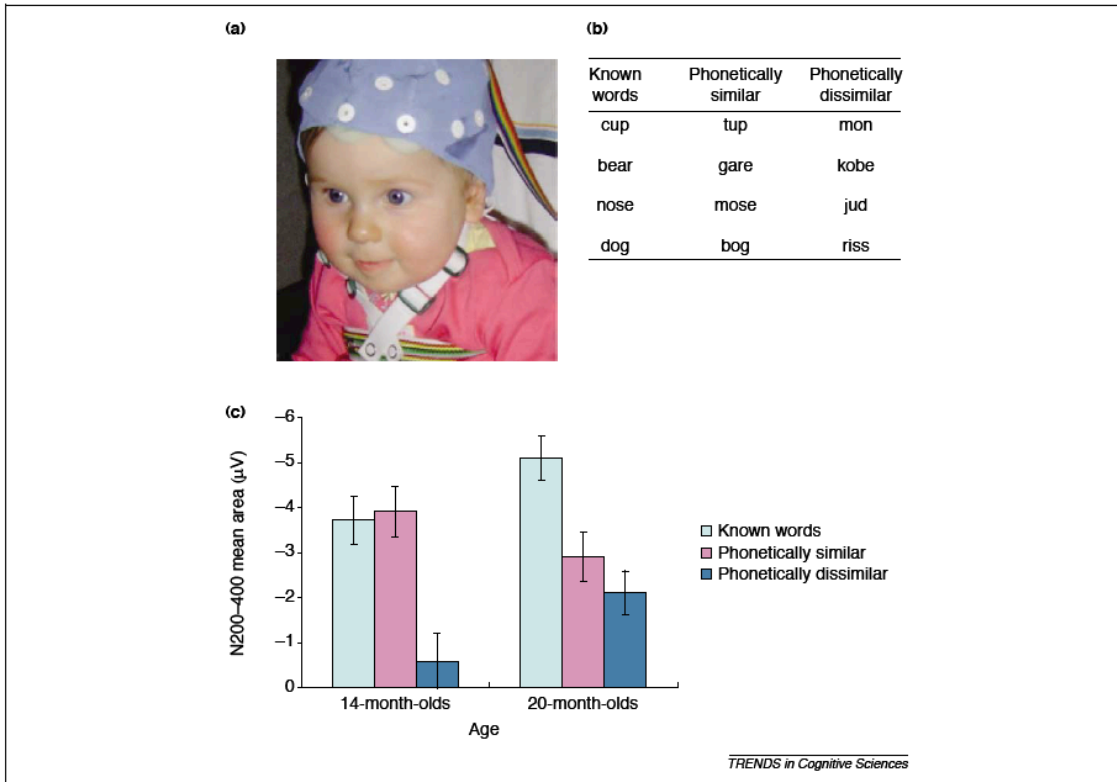 (a)
(b)
Known words
Phonetically similar
Phonetically dissimilar
cup tup mon
bear gare kobe
nose mose jud
dog bog riss
(c)
N200–400 mean area (μV)
–6
–5
–4
–3
–2
–1
0
14-month-olds 20-month-olds
Age
Known words
Phonetically similar
Phonetically dissimilar
TRENDS in Cognitive Sciences